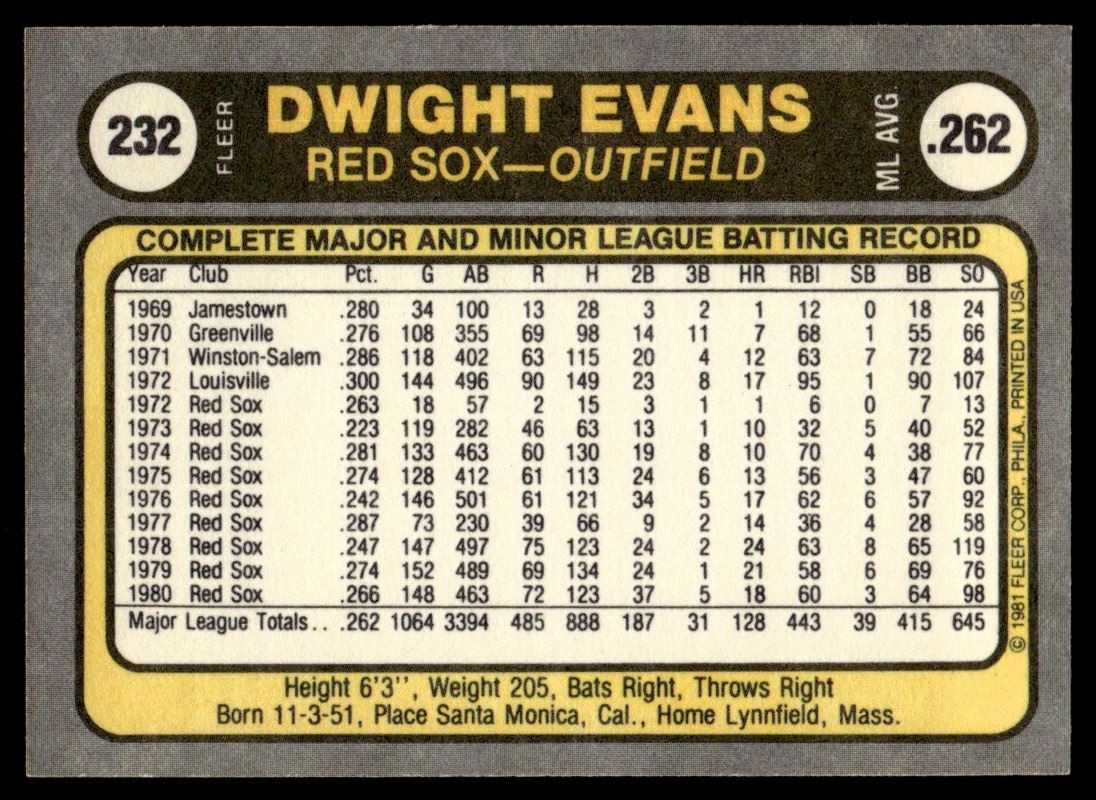 232 FLEER DWIGHT EVANS ML AVG. .262
RED SOX—OUTFIELD
COMPLETE MAJOR AND MINOR LEAGUE BATTING RECORD
Year Club Pct. G AB R H 2B 3B HR RBI SB BB SO
1969 Jamestown .280 34 100 13 28 3 2 1 12 0 18 24
1970 Greenville .276 108 355 69 98 14 11 7 68 1 55 66
1971 Winston-Salem .286 118 402 63 115 20 4 12 63 7 72 84
1972 Louisville .300 144 496 90 149 23 8 17 95 1 90 107
1972 Red Sox .263 18 57 2 15 3 1 1 6 0 7 13
1973 Red Sox .223 119 282 46 63 13 1 10 32 5 40 52
1974 Red Sox .281 133 463 60 130 19 8 10 70 4 38 77
1975 Red Sox .274 128 412 61 113 24 6 13 56 3 47 60
1976 Red Sox .242 146 501 61 121 34 5 17 62 6 57 92
1977 Red Sox .287 73 230 39 66 9 2 14 36 4 28 58
1978 Red Sox .247 147 497 75 123 24 2 24 63 8 65 119
1979 Red Sox .274 152 489 69 134 24 1 21 58 6 69 76
1980 Red Sox .266 148 463 72 123 37 5 18 60 3 64 98
Major League Totals.. .262 1064 3394 485 888 187 31 128 443 39 415 645
Height 6'3'', Weight 205, Bats Right, Throws Right
Born 11-3-51, Place Santa Monica, Cal., Home Lynnfield, Mass.
© 1981 FLEER CORP., PHILA., PRINTED IN USA